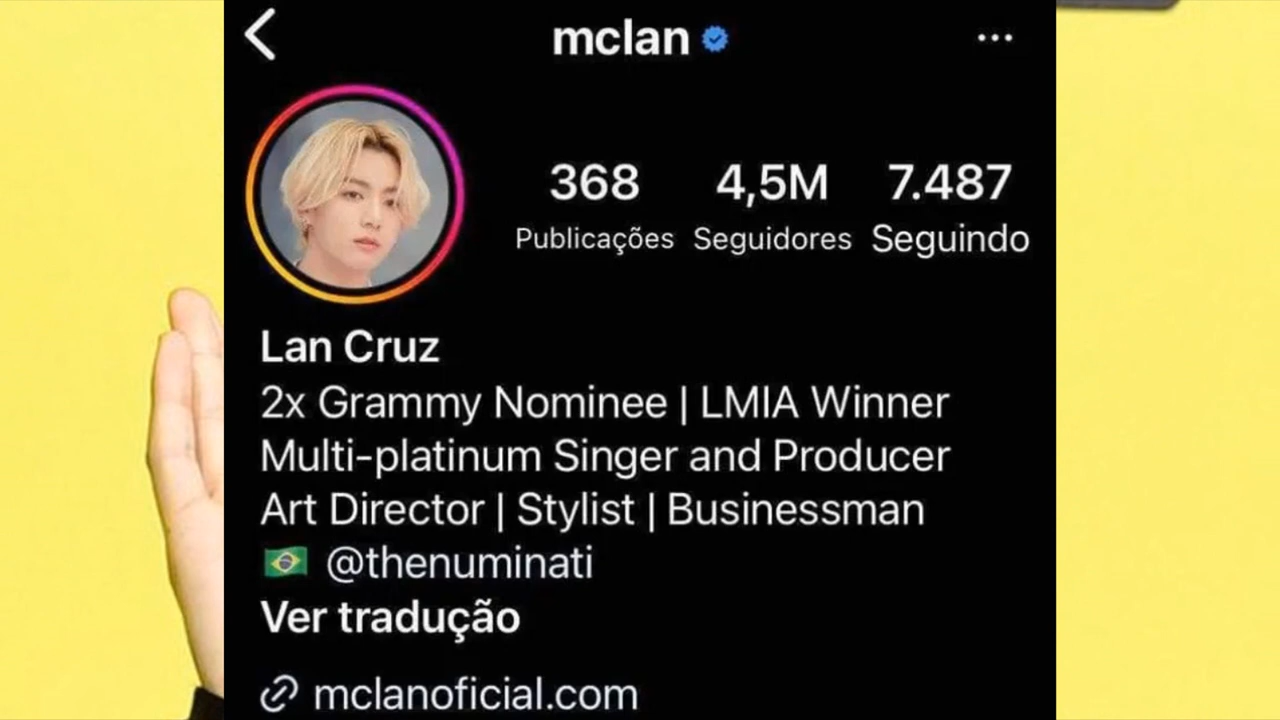 mclan
368 4,5M 7.487
Publicações Seguidores Seguindo
Lan Cruz
2x Grammy Nominee | LMIA Winner
Multi-platinum Singer and Producer
Art Director | Stylist | Businessman
🇧🇷 @thenuminati
Ver tradução
mclanoficial.com